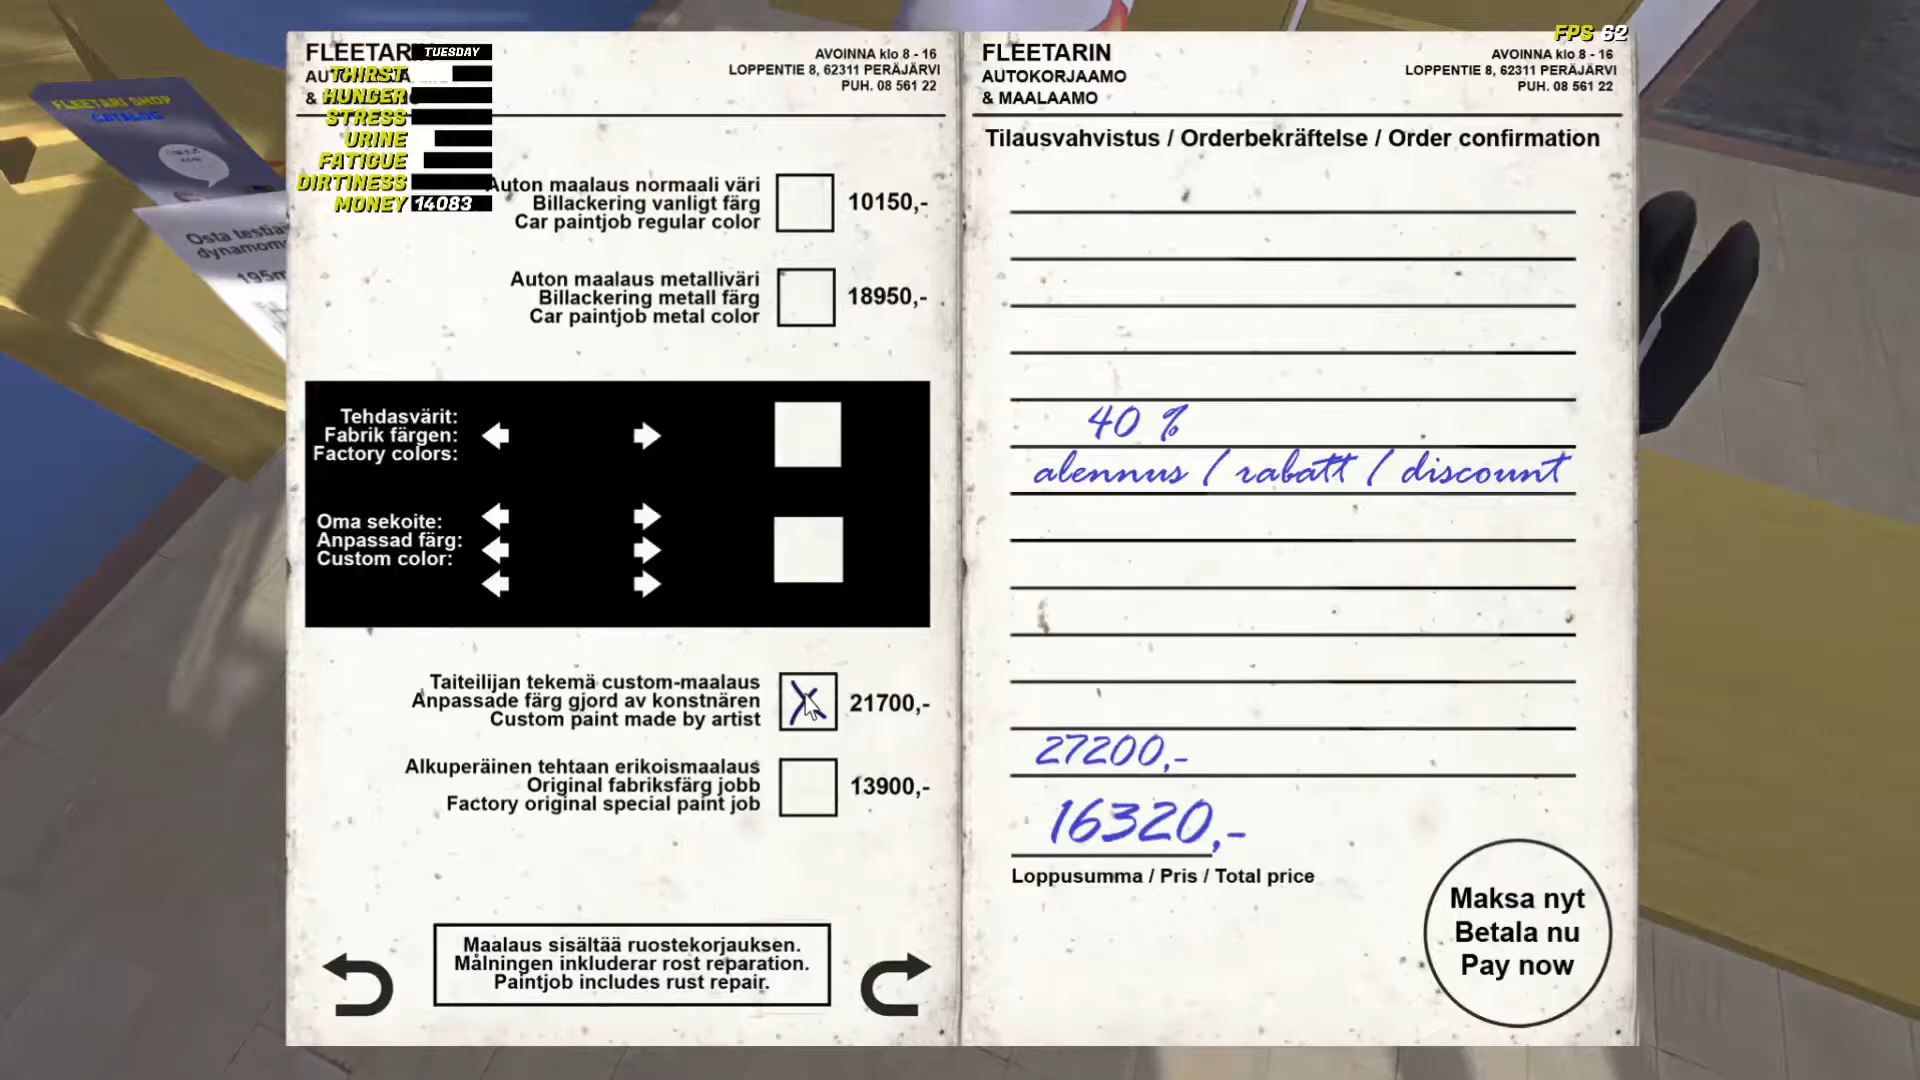 FPS 62
FLEETARI
TUESDAY
THIRST
HUNGER
STRESS
URINE
FATIGUE
DIRTINESS
MONEY 14083
AVOINNA klo 8 - 16
LOPPENTIE 8, 62311 PERÄJÄRVI
PUH. 08 561 22
FLEETARI SHOP
CATALOG
Auton maalaus normaali väri
Billackering vanligt färg
Car paintjob regular color
10150,-
Auton maalaus metalliväri
Billackering metall färg
Car paintjob metal color
18950,-
Tehdasvärit:
Fabrik färgen:
Factory colors:
Oma sekoite:
Anpassad färg:
Custom color:
Taiteilijan tekemä custom-maalaus
Anpassade färg gjord av konstnären
Custom paint made by artist
21700,-
Alkuperäinen tehtaan erikoismaalaus
Original fabriksfärg jobb
Factory original special paint job
13900,-
Maalaus sisältää ruostekorjauksen.
Målningen inkluderar rost reparation.
Paintjob includes rust repair.
FLEETARIN
AUTOKORJAAMO
& MAALAAMO
AVOINNA klo 8 - 16
LOPPENTIE 8, 62311 PERÄJÄRVI
PUH. 08 561 22
Tilausvahvistus / Orderbekräftelse / Order confirmation
40 %
alennus / rabatt / discount
27200,-
16320,-
Loppusumma / Pris / Total price
Maksa nyt
Betala nu
Pay now